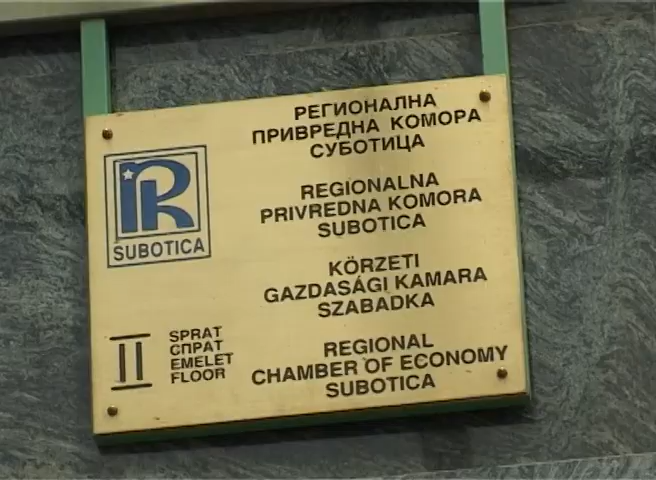 РЕГИОНАЛНА
ПРИВРЕДНА КОМОРА
СУБОТИЦА
REGIONALNA
PRIVREDNA KOMORA
SUBOTICA
KÖRZETI
GAZDASÁGI KAMARA
SZABADKA
REGIONAL
CHAMBER OF ECONOMY
SUBOTICA
PK
SUBOTICA
II
SPRAT
СПРАТ
EMELET
FLOOR